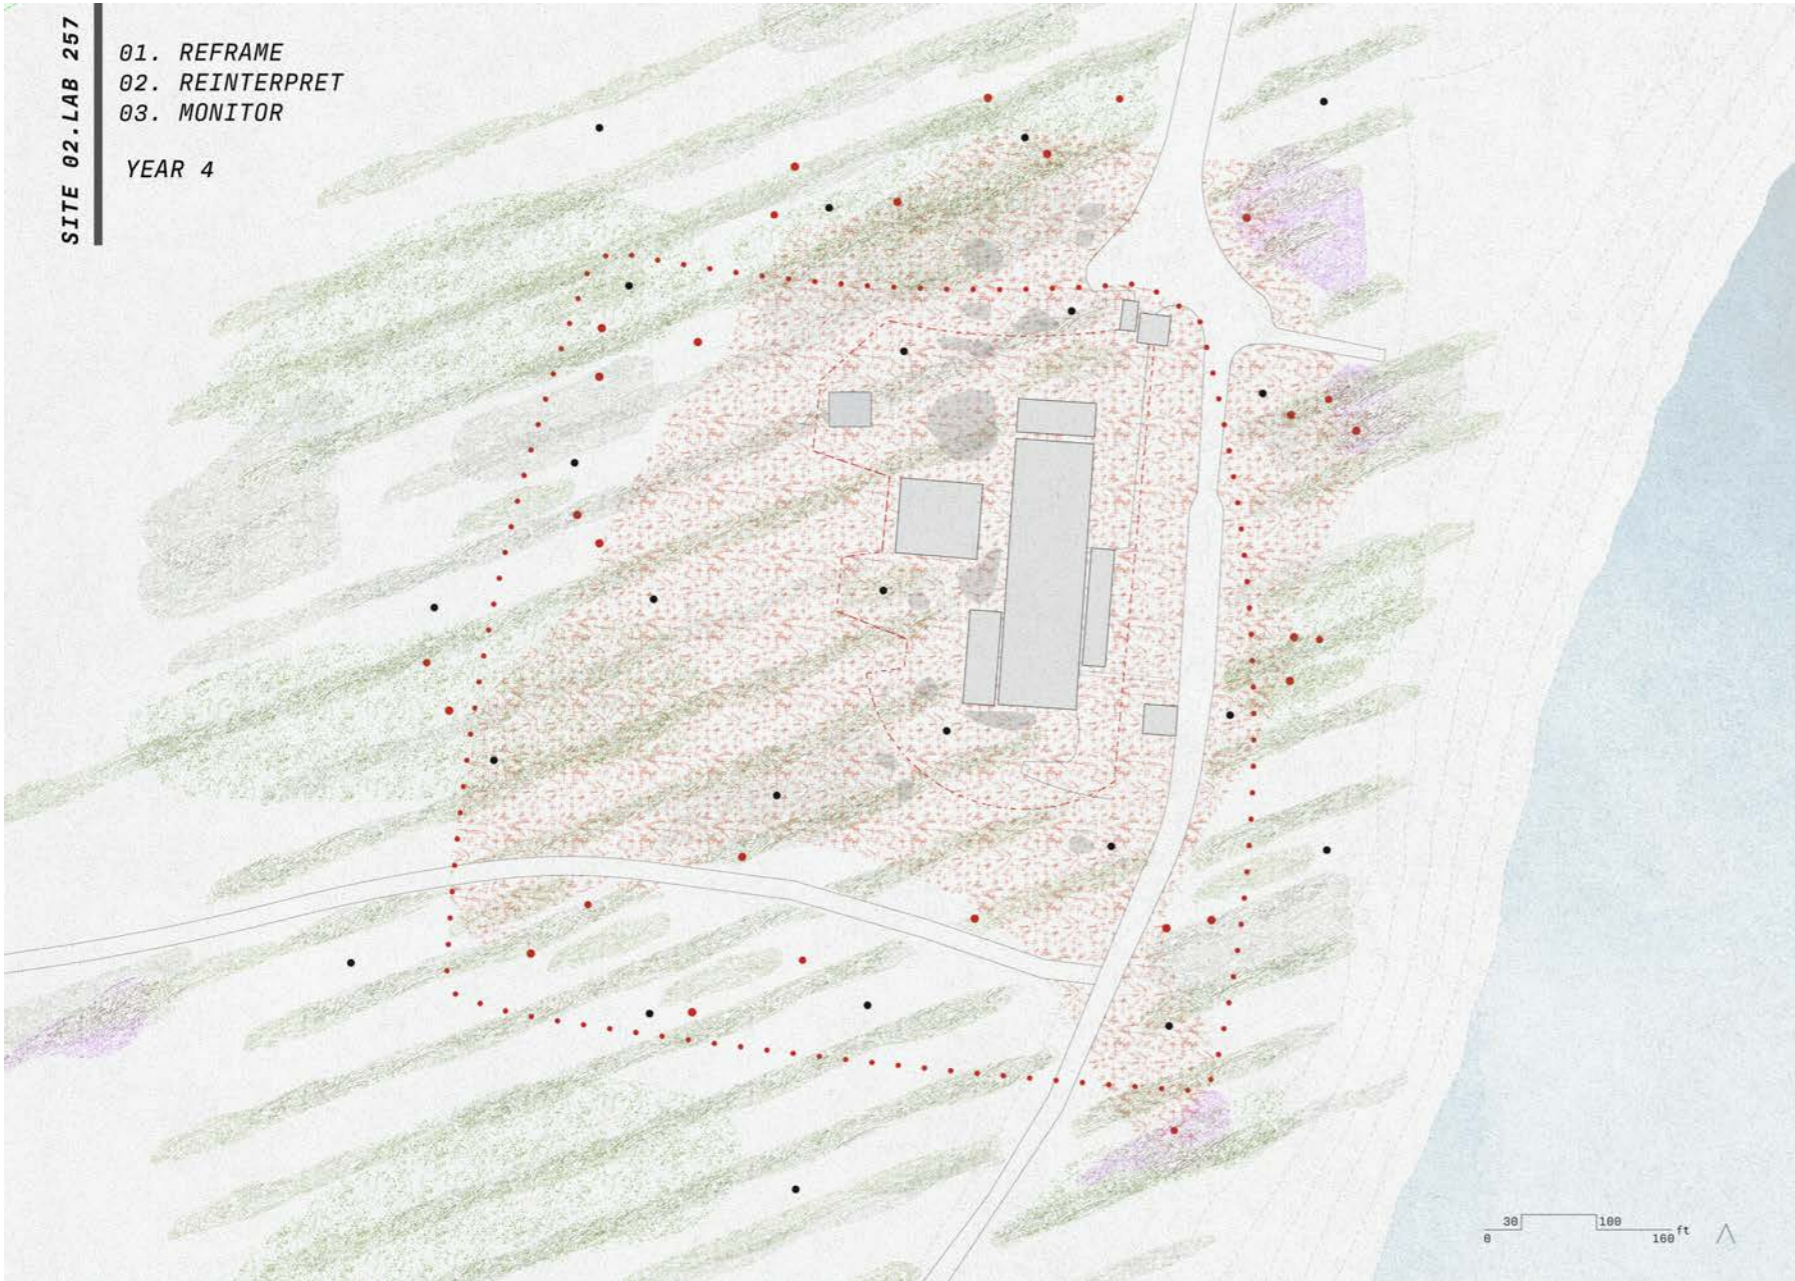 SITE 02.LAB 257
01. REFRAME
02. REINTERPRET
03. MONITOR
YEAR 4
30 100
0 160 ft